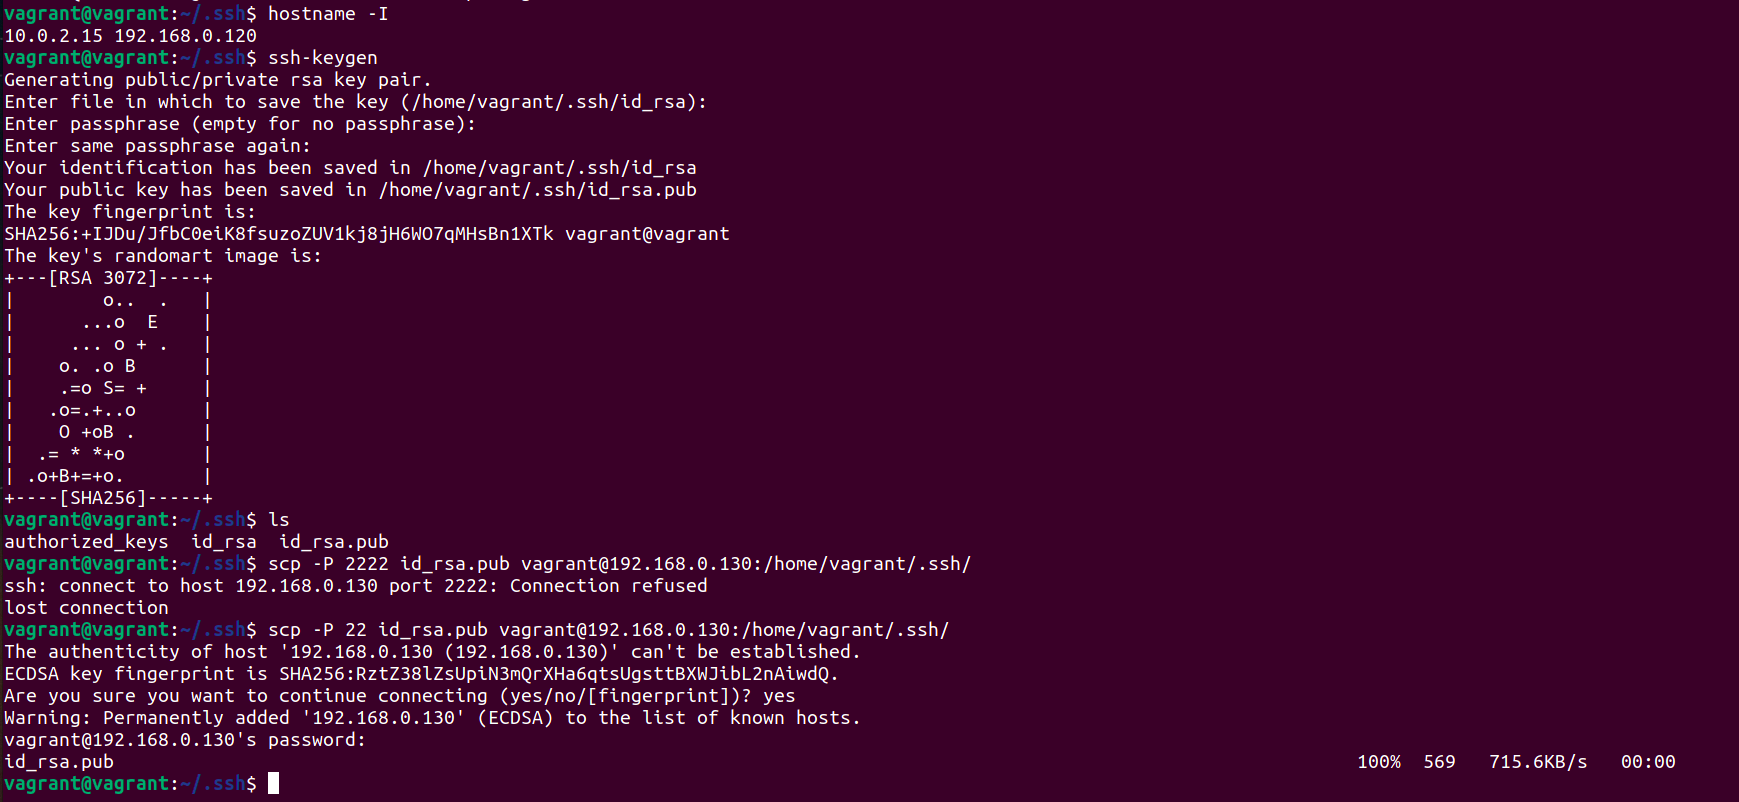 vagrant@vagrant:~/.ssh$ hostname -I
10.0.2.15 192.168.0.120
vagrant@vagrant:~/.ssh$ ssh-keygen
Generating public/private rsa key pair.
Enter file in which to save the key (/home/vagrant/.ssh/id_rsa):
Enter passphrase (empty for no passphrase):
Enter same passphrase again:
Your identification has been saved in /home/vagrant/.ssh/id_rsa
Your public key has been saved in /home/vagrant/.ssh/id_rsa.pub
The key fingerprint is:
SHA256:+IJDu/JfbC0eiK8fsuzoZUV1kj8jH6WO7qMHsBn1XTk vagrant@vagrant
The key's randomart image is:
+---[RSA 3072]----+
|        o..  .   |
|      ...o  E    |
|     ... o + .   |
|    o. .o B      |
|    .=o S= +     |
|   .o=.+..o      |
|    O +oB .      |
|  .= * *+o       |
| .o+B+=+o.       |
+----[SHA256]-----+
vagrant@vagrant:~/.ssh$ ls
authorized_keys  id_rsa  id_rsa.pub
vagrant@vagrant:~/.ssh$ scp -P 2222 id_rsa.pub vagrant@192.168.0.130:/home/vagrant/.ssh/
ssh: connect to host 192.168.0.130 port 2222: Connection refused
lost connection
vagrant@vagrant:~/.ssh$ scp -P 22 id_rsa.pub vagrant@192.168.0.130:/home/vagrant/.ssh/
The authenticity of host '192.168.0.130 (192.168.0.130)' can't be established.
ECDSA key fingerprint is SHA256:RztZ38lZsUpiN3mQrXHa6qtsUgsttBXWJibL2nAiwdQ.
Are you sure you want to continue connecting (yes/no/[fingerprint])? yes
Warning: Permanently added '192.168.0.130' (ECDSA) to the list of known hosts.
vagrant@192.168.0.130's password:
id_rsa.pub 100% 569 715.6KB/s 00:00
vagrant@vagrant:~/.ssh$